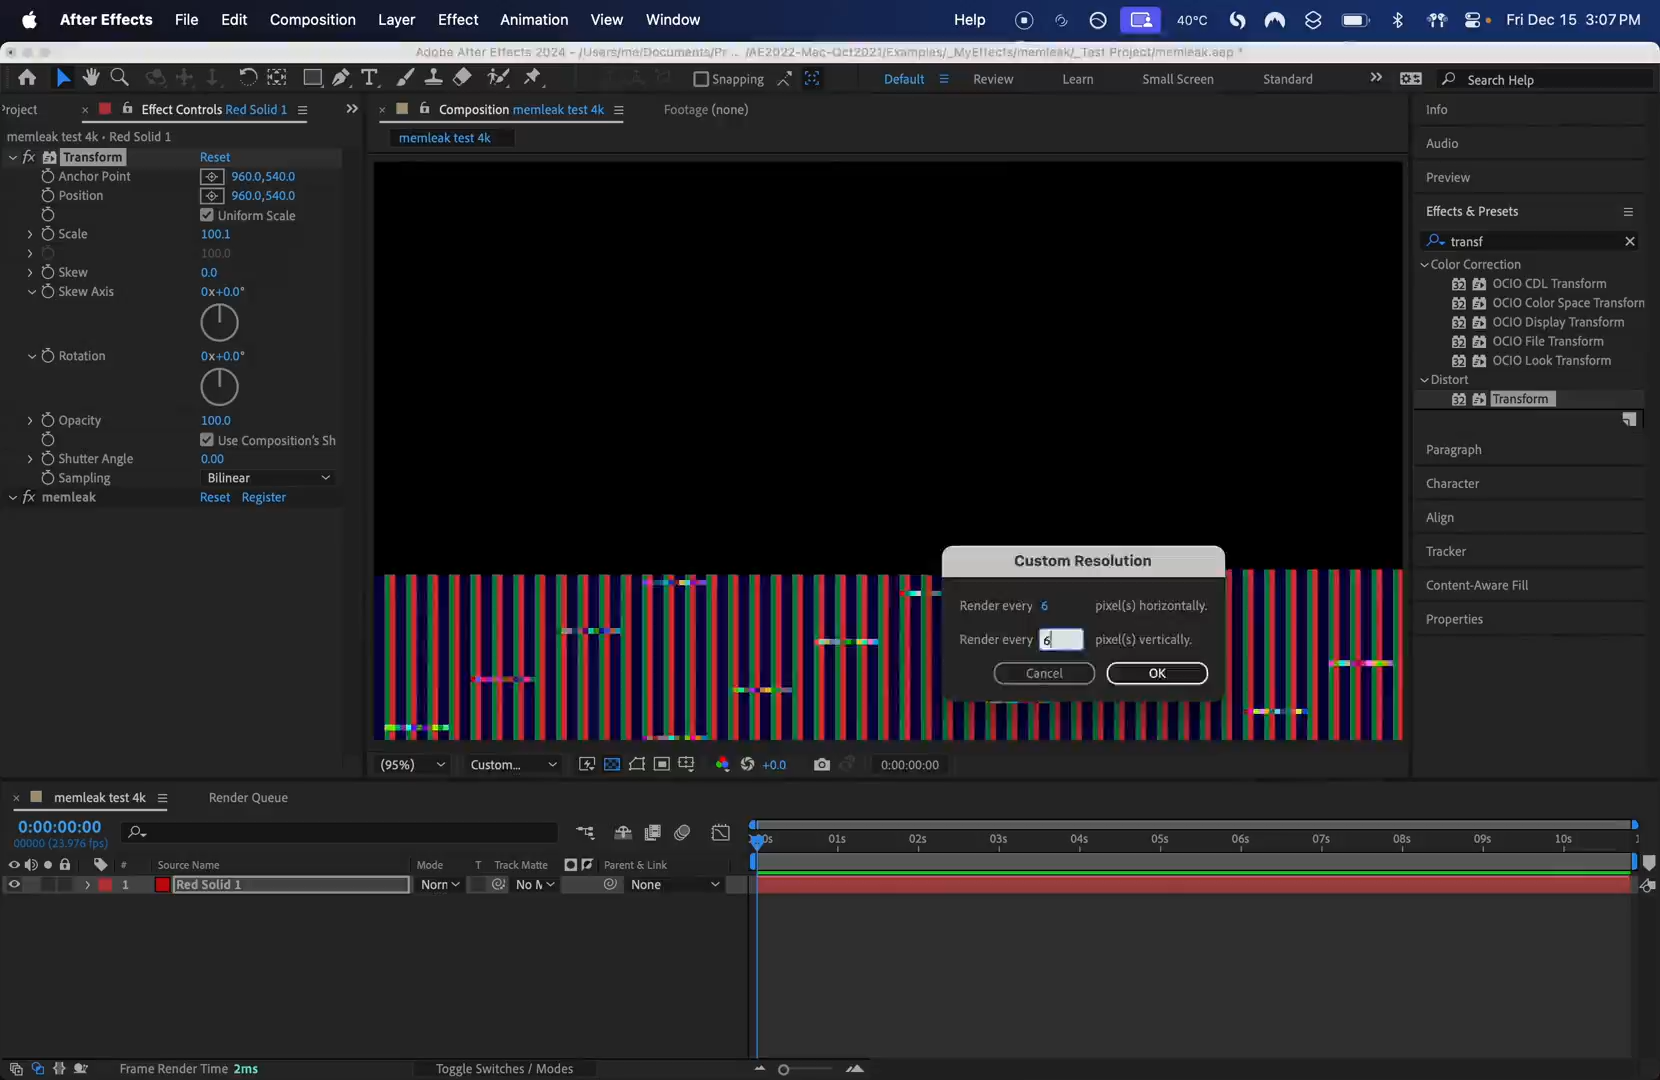 After Effects File Edit Composition Layer Effect Animation View Window Help 40°C Fri Dec 15 3:07 PM
Adobe After Effects 2024 – /Users/me/Documents/Pr ... /AE2022-Mac-Oct2021/Examples/_MyEffects/memleak/_Test Project/memleak.aep *
Snapping Default Review Learn Small Screen Standard Search Help
roject Effect Controls Red Solid 1
memleak test 4k • Red Solid 1
fx Transform Reset
Anchor Point 960.0,540.0
Position 960.0,540.0
Uniform Scale
Scale 100.1
100.0
Skew 0.0
Skew Axis 0x+0.0°
Rotation 0x+0.0°
Opacity 100.0
Use Composition's Sh
Shutter Angle 0.00
Sampling Bilinear
fx memleak Reset Register
Composition memleak test 4k Footage (none)
memleak test 4k
Custom Resolution
Render every 6 pixel(s) horizontally.
Render every 6 pixel(s) vertically.
Cancel OK
(95%) Custom... +0.0 0:00:00:00
Info
Audio
Preview
Effects & Presets
transf
Color Correction
32 OCIO CDL Transform
32 OCIO Color Space Transform
32 OCIO Display Transform
32 OCIO File Transform
32 OCIO Look Transform
Distort
32 Transform
Paragraph
Character
Align
Tracker
Content-Aware Fill
Properties
memleak test 4k Render Queue
0:00:00:00
00000 (23.976 fps)
# Source Name Mode T Track Matte Parent & Link
1 Red Solid 1 Norn No M None
00s 01s 02s 03s 04s 05s 06s 07s 08s 09s 10s 1
Frame Render Time 2ms Toggle Switches / Modes